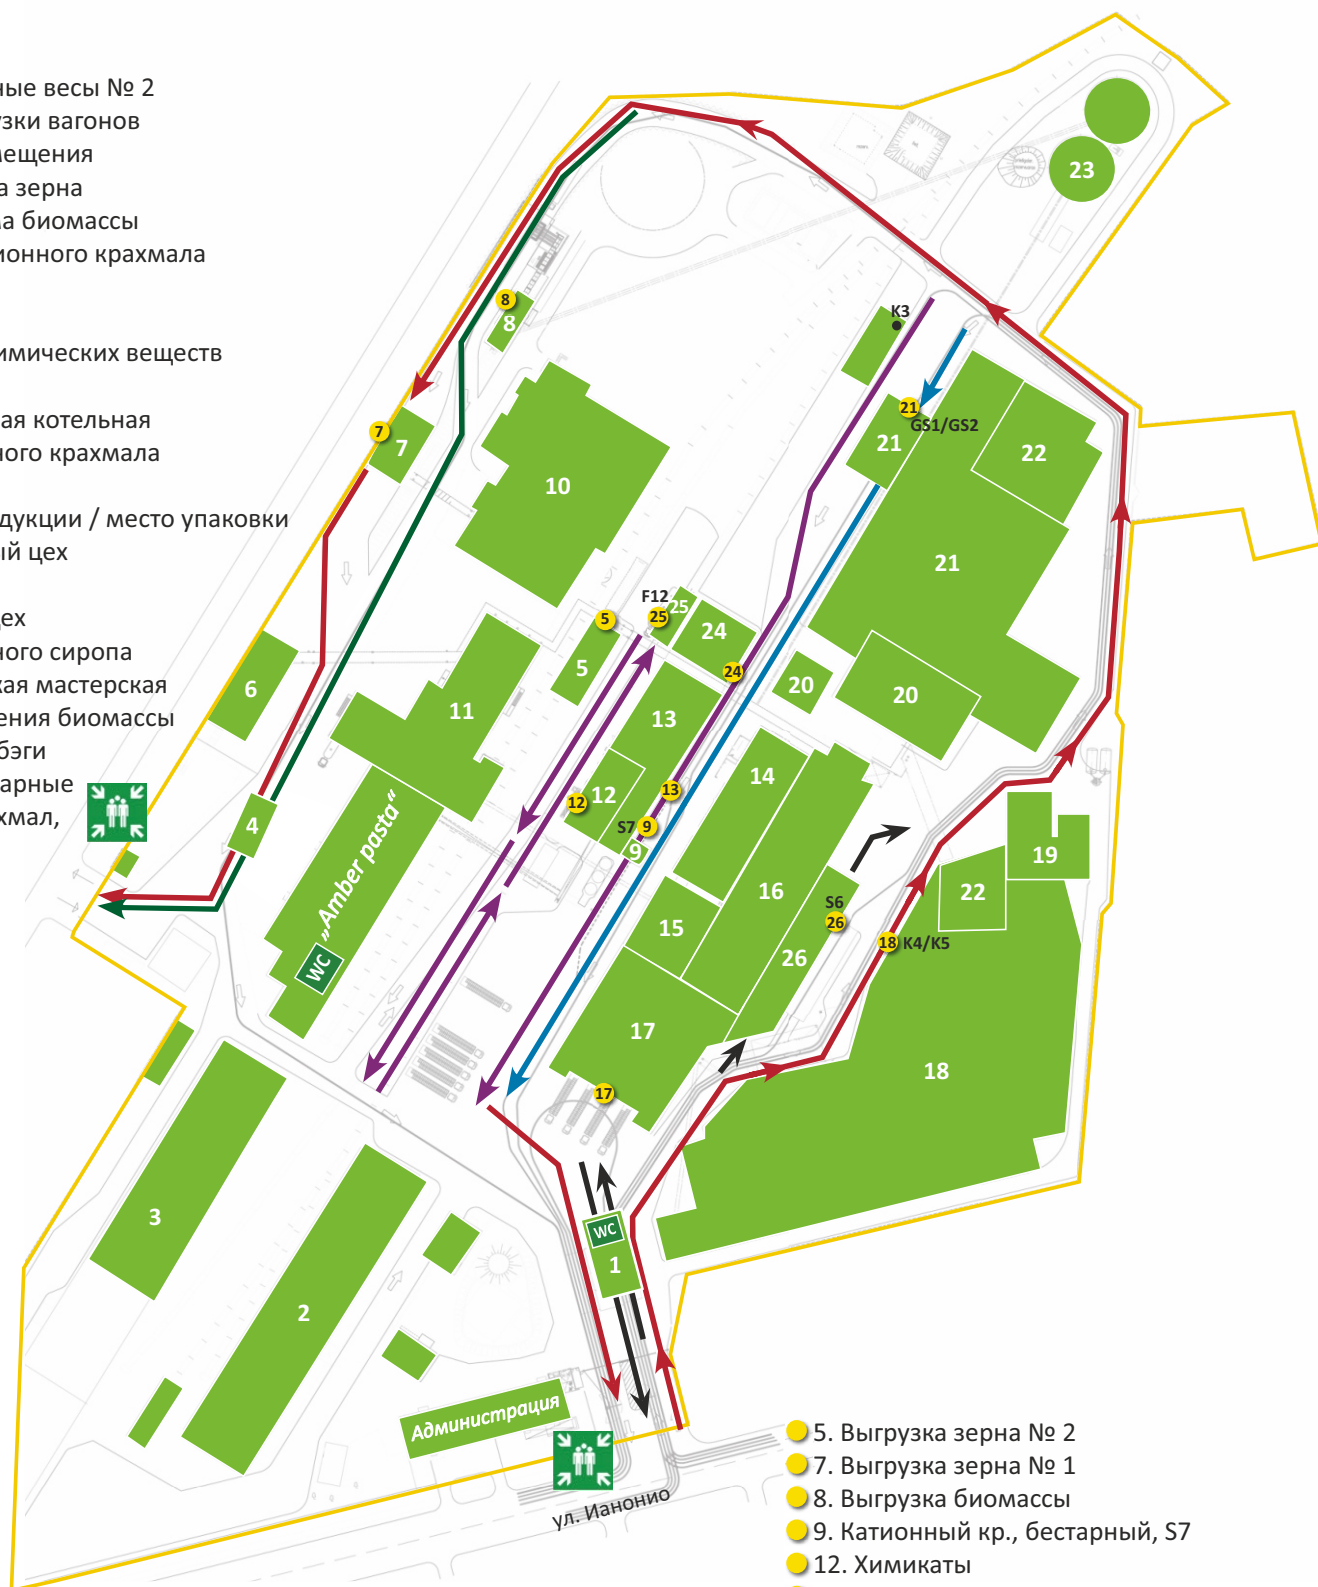 ные весы № 2
узки вагонов
мещения
а зерна
ма биомассы
ионного крахмала
имических веществ
ая котельная
ного крахмала
дукции / место упаковки
ый цех
цех
ного сиропа
кая мастерская
ения биомассы
бэги
арные
хмал,
23
8
8
K3
7
7
21
GS1/GS2
21
22
10
21
F12
25
25
5
24
5
24
20
20
6
11
13
14
12
12
13
S7
9
9
4
„Amber pasta“
WC
16
15
S6
26
26
18
K4/K5
19
22
17
17
18
3
2
WC
1
Администрация
ул. Ианонио
5. Выгрузка зерна № 2
7. Выгрузка зерна № 1
8. Выгрузка биомассы
9. Катионный кр., бестарный, S7
12. Химикаты